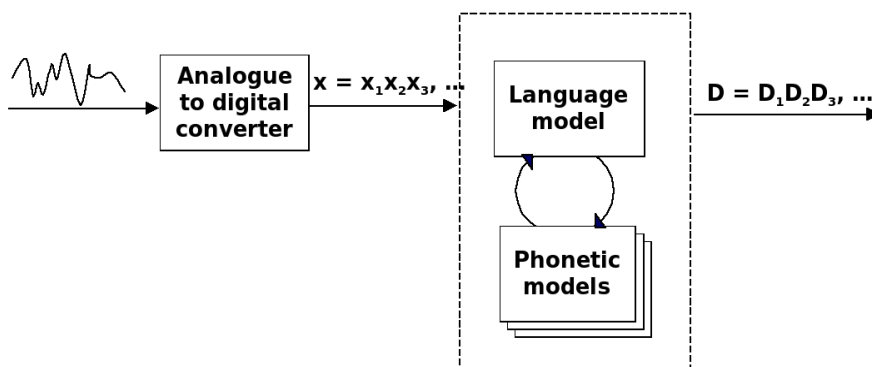 Analogue
to digital
converter
x = x₁x₂x₃, ...
Language
model
D = D₁D₂D₃, ...
Phonetic
models